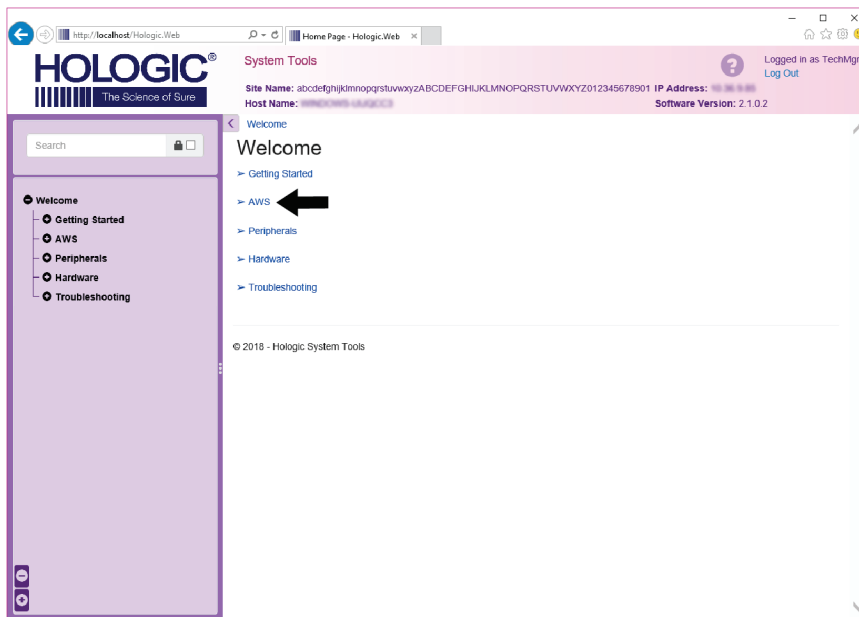 http://localhost/Hologic.Web
Home Page - Hologic.Web
HOLOGIC®
The Science of Sure
System Tools
Logged in as TechMgr
Log Out
Site Name: abcdefghijklmnopqrstuvwxyzABCDEFGHIJKLMNOPQRSTUVWXYZ012345678901 IP Address:
Host Name:
Software Version: 2.1.0.2
Search
Welcome
Getting Started
AWS
Peripherals
Hardware
Troubleshooting
Welcome
Welcome
➢ Getting Started
➢ AWS
➢ Peripherals
➢ Hardware
➢ Troubleshooting
© 2018 - Hologic System Tools